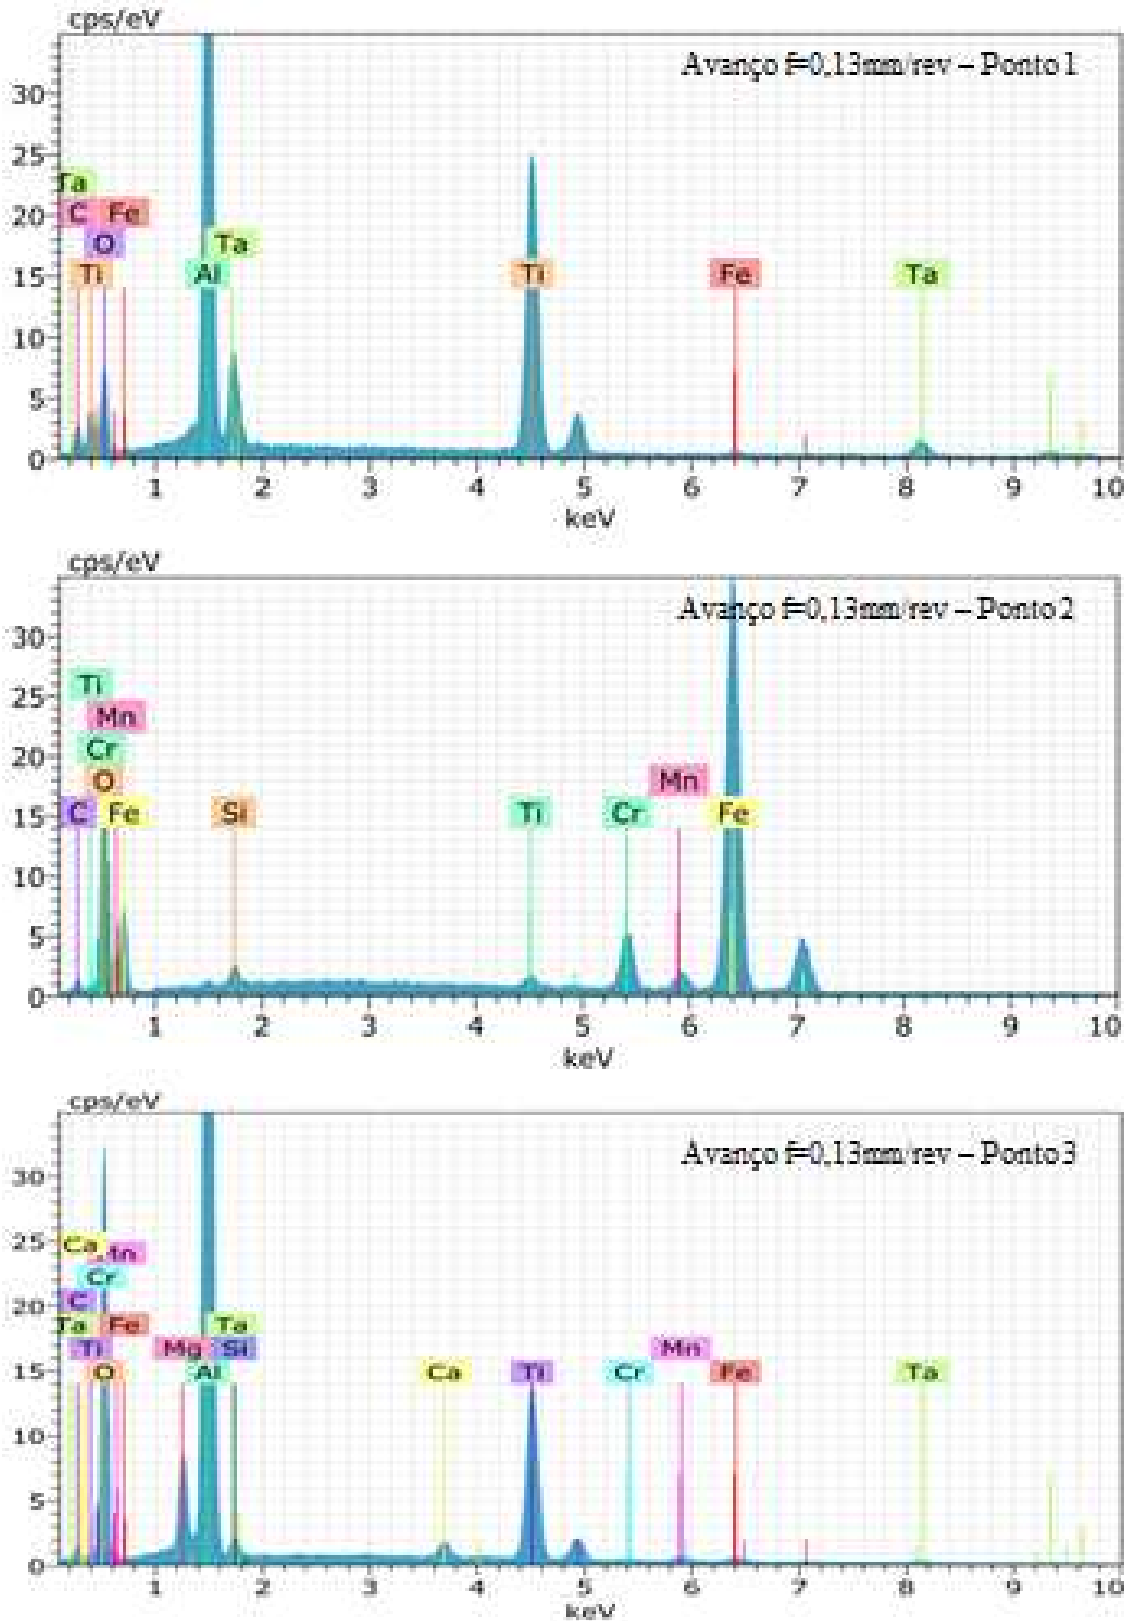 cps/eV
Avanço f=0,13mm/rev – Ponto 1
30
25
Ta
20
C Fe
O Ta
15
Ti Al Ti Fe Ta
10
5
0
1 2 3 4 5 6 7 8 9 10
keV
cps/eV
Avanço f=0,13mm/rev – Ponto 2
30
Ti
25
Mn
Cr
20
O Mn
15
C Fe Si Ti Cr Fe
10
5
0
1 2 3 4 5 6 7 8 9 10
keV
cps/eV
Avanço f=0,13mm/rev – Ponto 3
30
25
Ca Mn
Cr
20
C
Ta Fe Ta
Ti Mg Si Mn
15
O Al Ca Ti Cr Fe Ta
10
5
0
1 2 3 4 5 6 7 8 9 10
keV